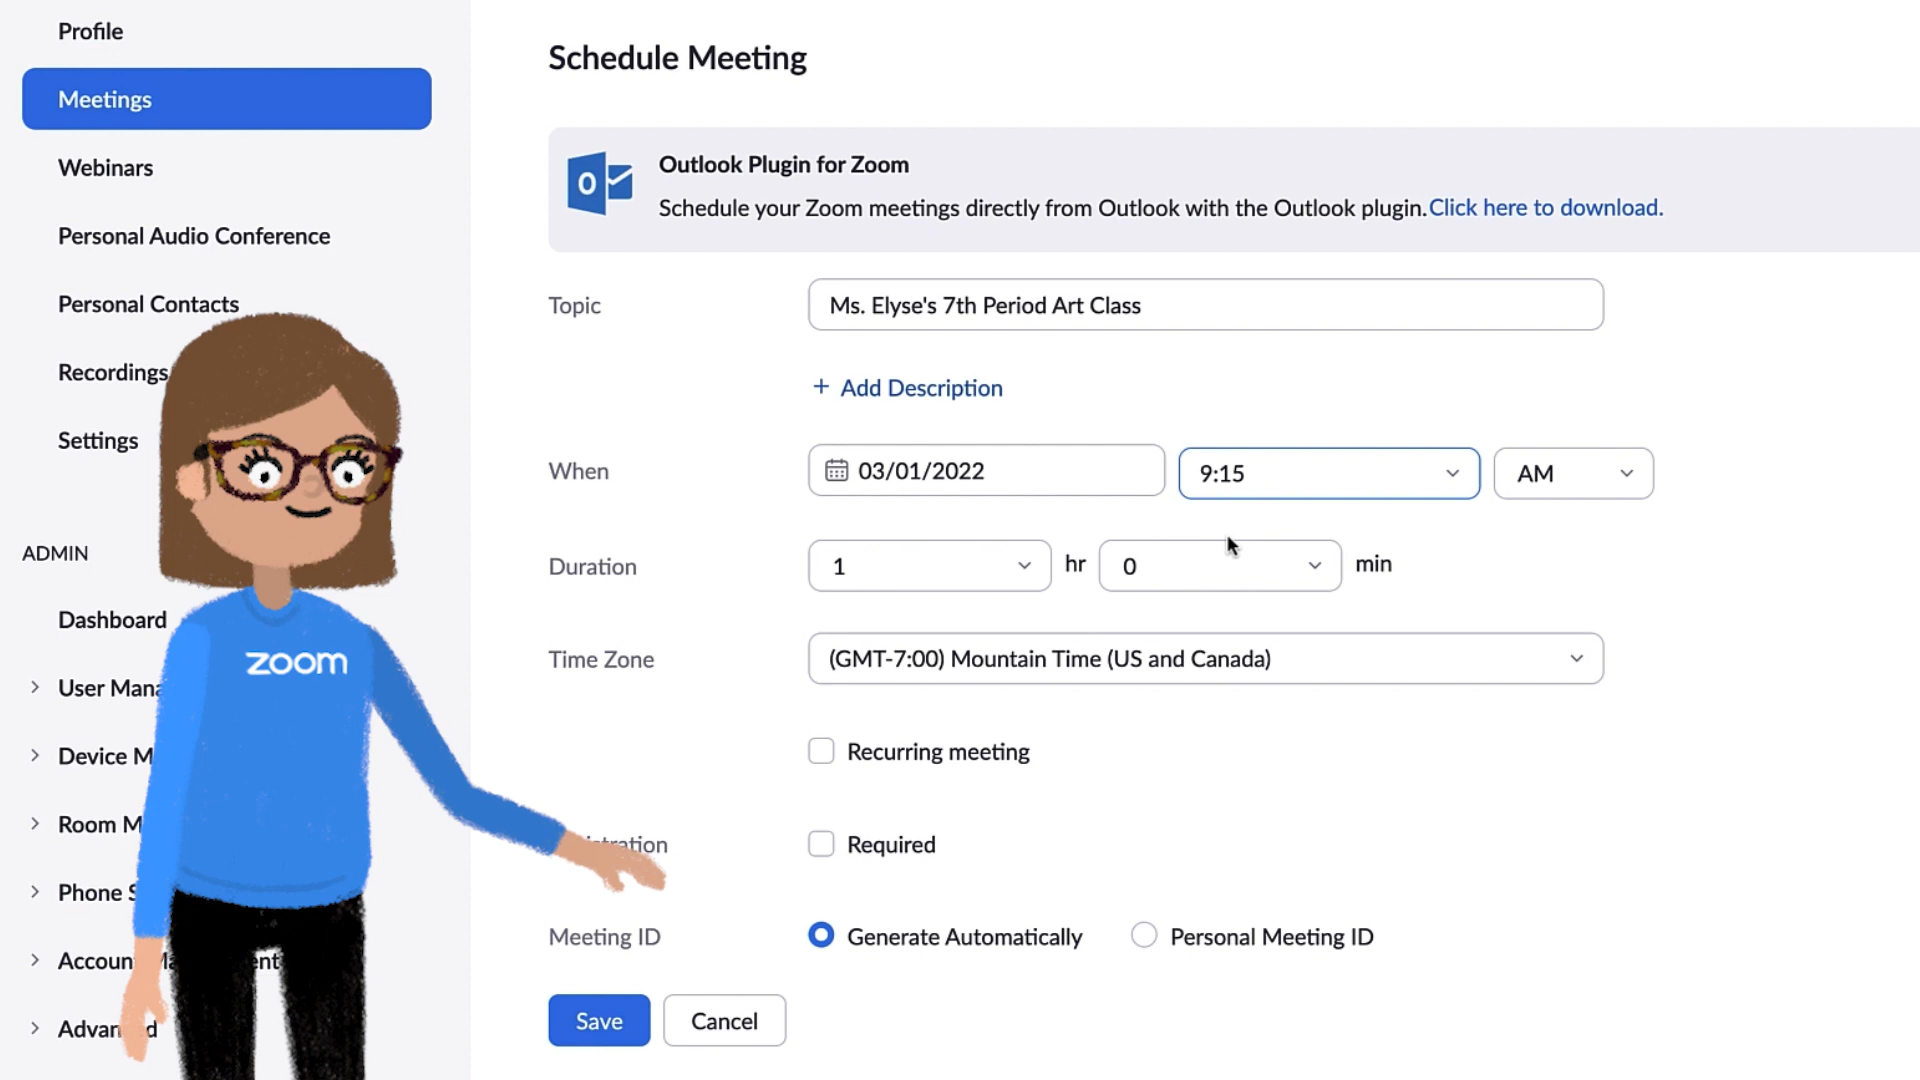 Profile
Meetings
Webinars
Personal Audio Conference
Personal Contacts
Recordings
Settings
ADMIN
Dashboard
User
Device
Room
Phone
Schedule Meeting
Outlook Plugin for Zoom
Schedule your Zoom meetings directly from Outlook with the Outlook plugin. Click here to download.
Topic
Ms. Elyse's 7th Period Art Class
+ Add Description
When
03/01/2022
9:15
AM
Duration
1
hr
0
min
Time Zone
(GMT-7:00) Mountain Time (US and Canada)
Recurring meeting
Required
Meeting ID
Generate Automatically
Personal Meeting ID
Save
Cancel
zoom